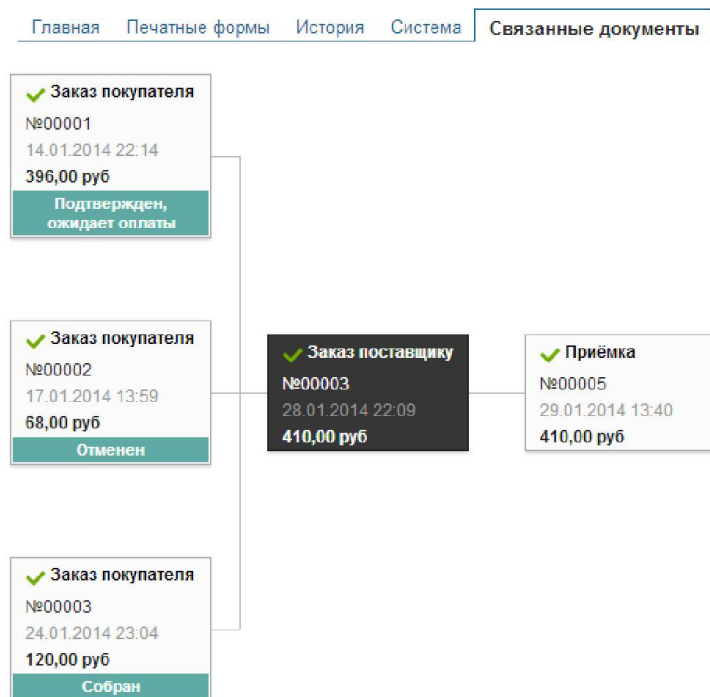 Главная Печатные формы История Система Связанные документы
Заказ покупателя
№00001
14.01.2014 22:14
396,00 руб
Подтвержден,
ожидает оплаты
Заказ покупателя
№00002
17.01.2014 13:59
68,00 руб
Отменен
Заказ поставщику
№00003
28.01.2014 22:09
410,00 руб
Приёмка
№00005
29.01.2014 13:40
410,00 руб
Заказ покупателя
№00003
24.01.2014 23:04
120,00 руб
Собран